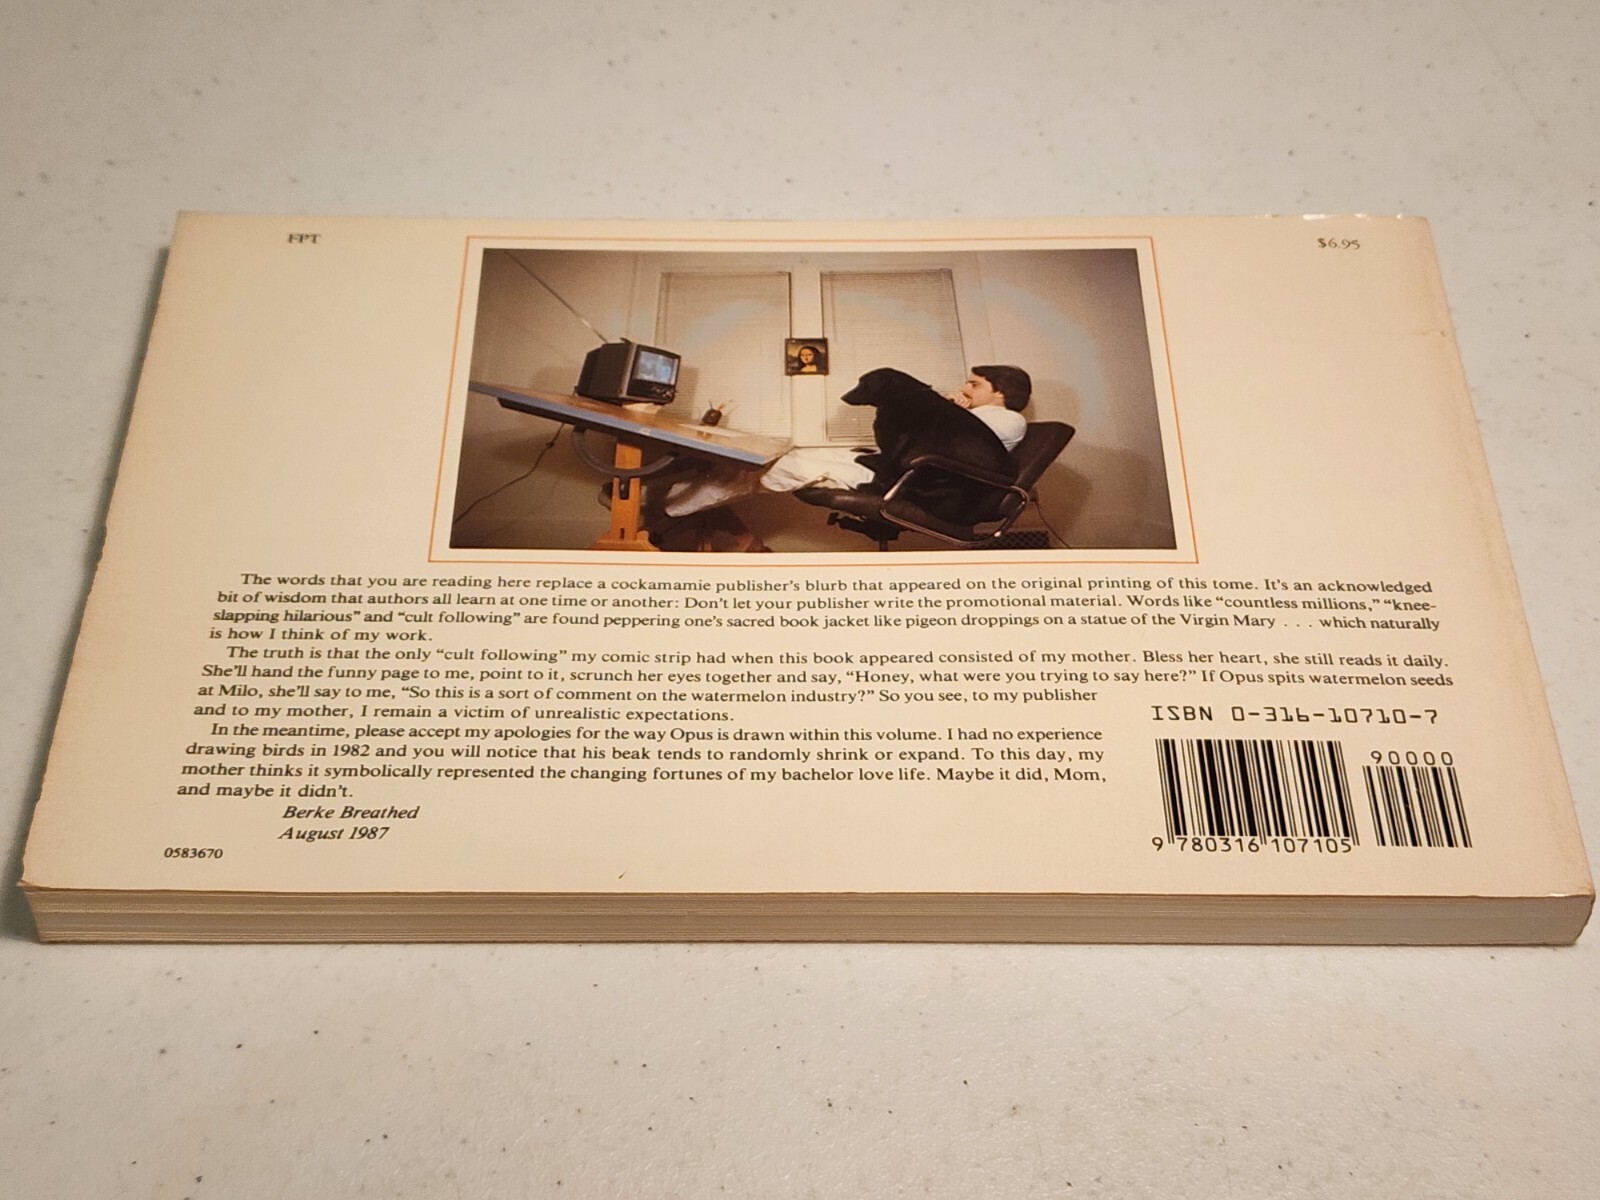 FPT
$6.95
The words that you are reading here replace a cockamamie publisher's blurb that appeared on the original printing of this tome. It's an acknowledged
bit of wisdom that authors all learn at one time or another: Don't let your publisher write the promotional material. Words like "countless millions," "knee-
slapping hilarious" and "cult following" are found peppering one's sacred book jacket like pigeon droppings on a statue of the Virgin Mary . . . which naturally
is how I think of my work.
The truth is that the only "cult following" my comic strip had when this book appeared consisted of my mother. Bless her heart, she still reads it daily.
She'll hand the funny page to me, point to it, scrunch her eyes together and say, "Honey, what were you trying to say here?" If Opus spits watermelon seeds
at Milo, she'll say to me, "So this is a sort of comment on the watermelon industry?" So you see, to my publisher
and to my mother, I remain a victim of unrealistic expectations.
In the meantime, please accept my apologies for the way Opus is drawn within this volume. I had no experience
drawing birds in 1982 and you will notice that his beak tends to randomly shrink or expand. To this day, my
mother thinks it symbolically represented the changing fortunes of my bachelor love life. Maybe it did, Mom,
and maybe it didn't.
Berke Breathed
August 1987
0583670
ISBN 0-316-10710-7
90000
9 780316 107105